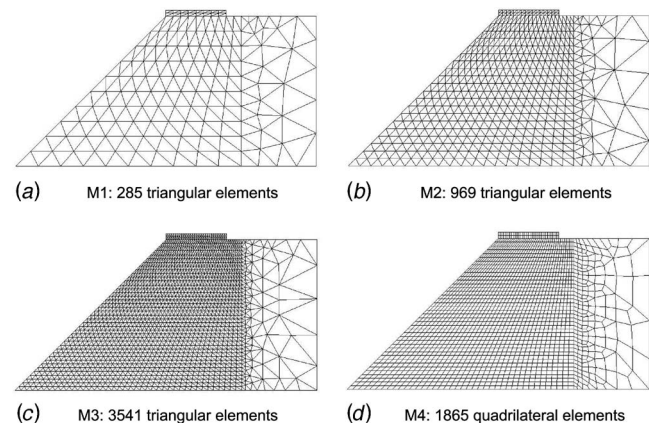 (a) M1: 285 triangular elements
(b) M2: 969 triangular elements
(c) M3: 3541 triangular elements
(d) M4: 1865 quadrilateral elements